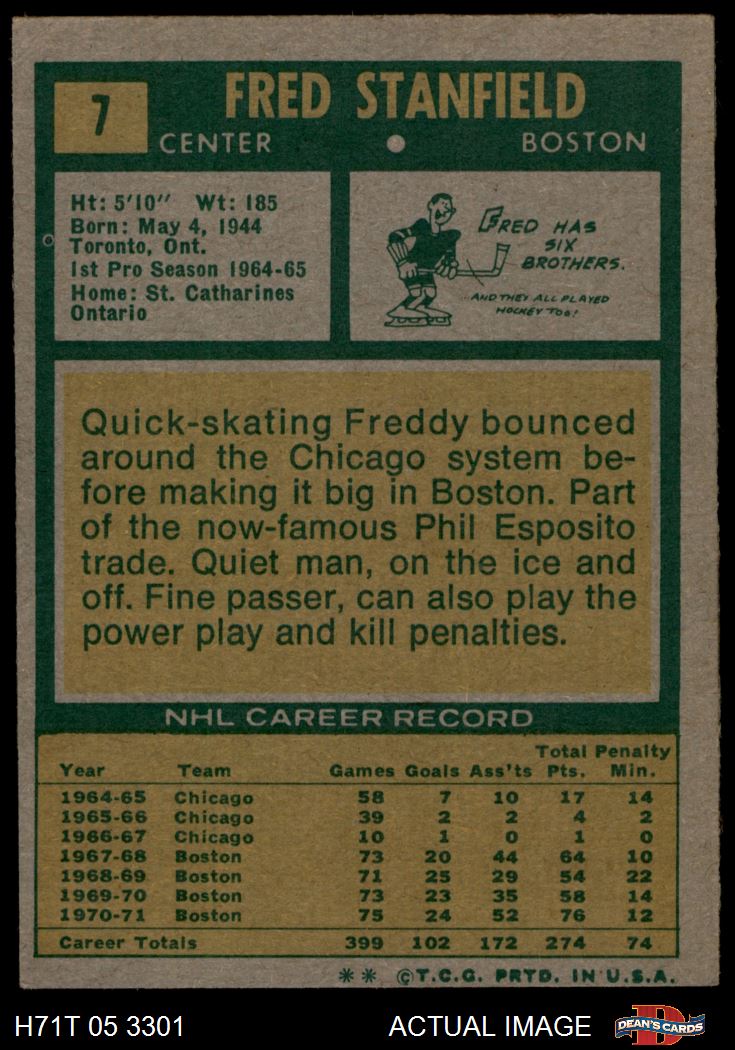 7
FRED STANFIELD
CENTER
BOSTON
Ht: 5'10″ Wt: 185
Born: May 4, 1944
Toronto, Ont.
1st Pro Season 1964-65
Home: St. Catharines
Ontario
FRED HAS
SIX
BROTHERS.
...AND THEY ALL PLAYED
HOCKEY TOO!
Quick-skating Freddy bounced
around the Chicago system be-
fore making it big in Boston. Part
of the now-famous Phil Esposito
trade. Quiet man, on the ice and
off. Fine passer, can also play the
power play and kill penalties.
NHL CAREER RECORD
Total Penalty
Year Team Games Goals Ass'ts Pts. Min.
1964-65 Chicago 58 7 10 17 14
1965-66 Chicago 39 2 2 4 2
1966-67 Chicago 10 1 0 1 0
1967-68 Boston 73 20 44 64 10
1968-69 Boston 71 25 29 54 22
1969-70 Boston 73 23 35 58 14
1970-71 Boston 75 24 52 76 12
Career Totals 399 102 172 274 74
** ©T.C.G. PRTD. IN U.S.A.
H71T 05 3301
ACTUAL IMAGE
D
DEAN'S CARDS